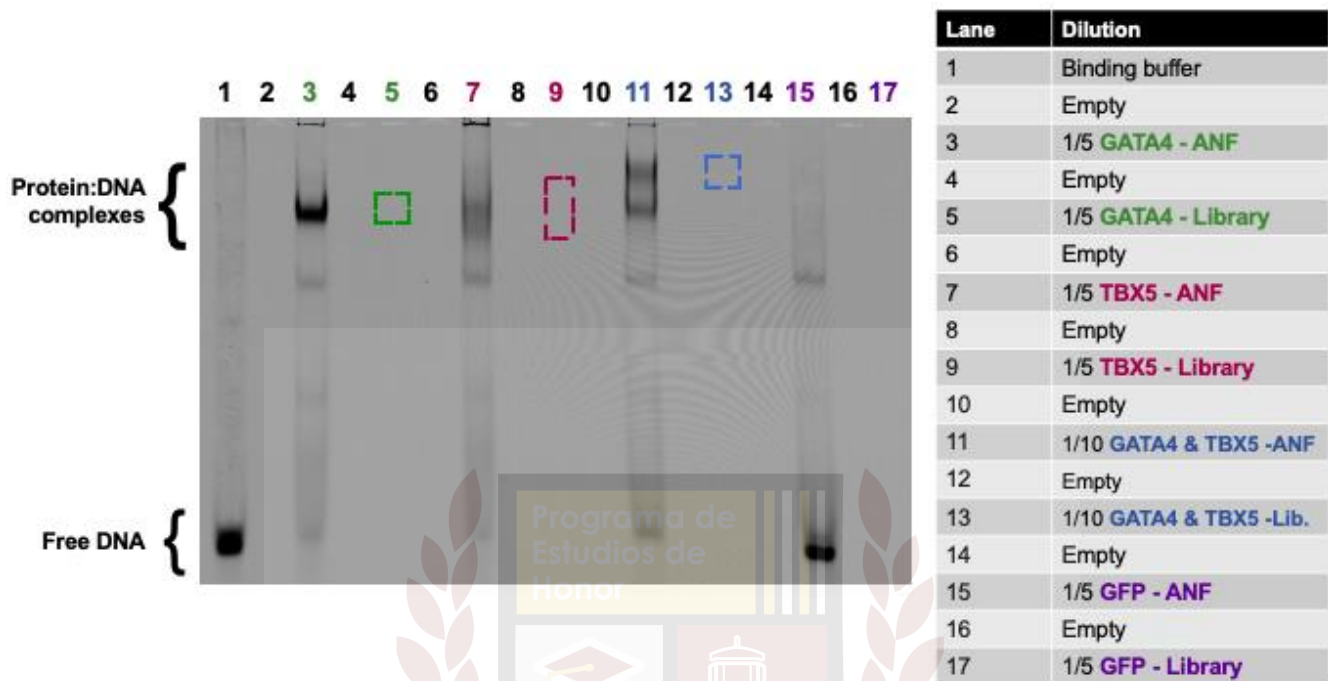 1 2 3 4 5 6 7 8 9 10 11 12 13 14 15 16 17
Protein:DNA
complexes
Free DNA
Programa de
Estudios de
Honor
Lane Dilution
1 Binding buffer
2 Empty
3 1/5 GATA4 - ANF
4 Empty
5 1/5 GATA4 - Library
6 Empty
7 1/5 TBX5 - ANF
8 Empty
9 1/5 TBX5 - Library
10 Empty
11 1/10 GATA4 & TBX5 -ANF
12 Empty
13 1/10 GATA4 & TBX5 -Lib.
14 Empty
15 1/5 GFP - ANF
16 Empty
17 1/5 GFP - Library